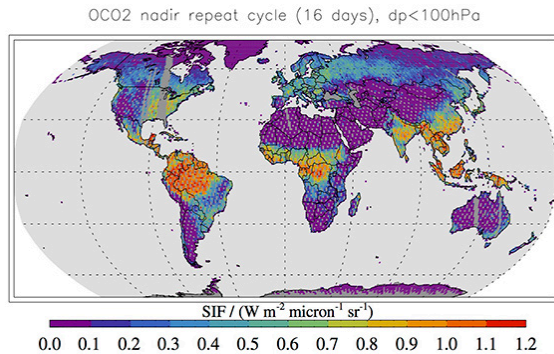 OCO2 nadir repeat cycle (16 days), dp<100hPa
SIF / (W m⁻² micron⁻¹ sr⁻¹)
0.0 0.1 0.2 0.3 0.4 0.5 0.6 0.7 0.8 0.9 1.0 1.1 1.2